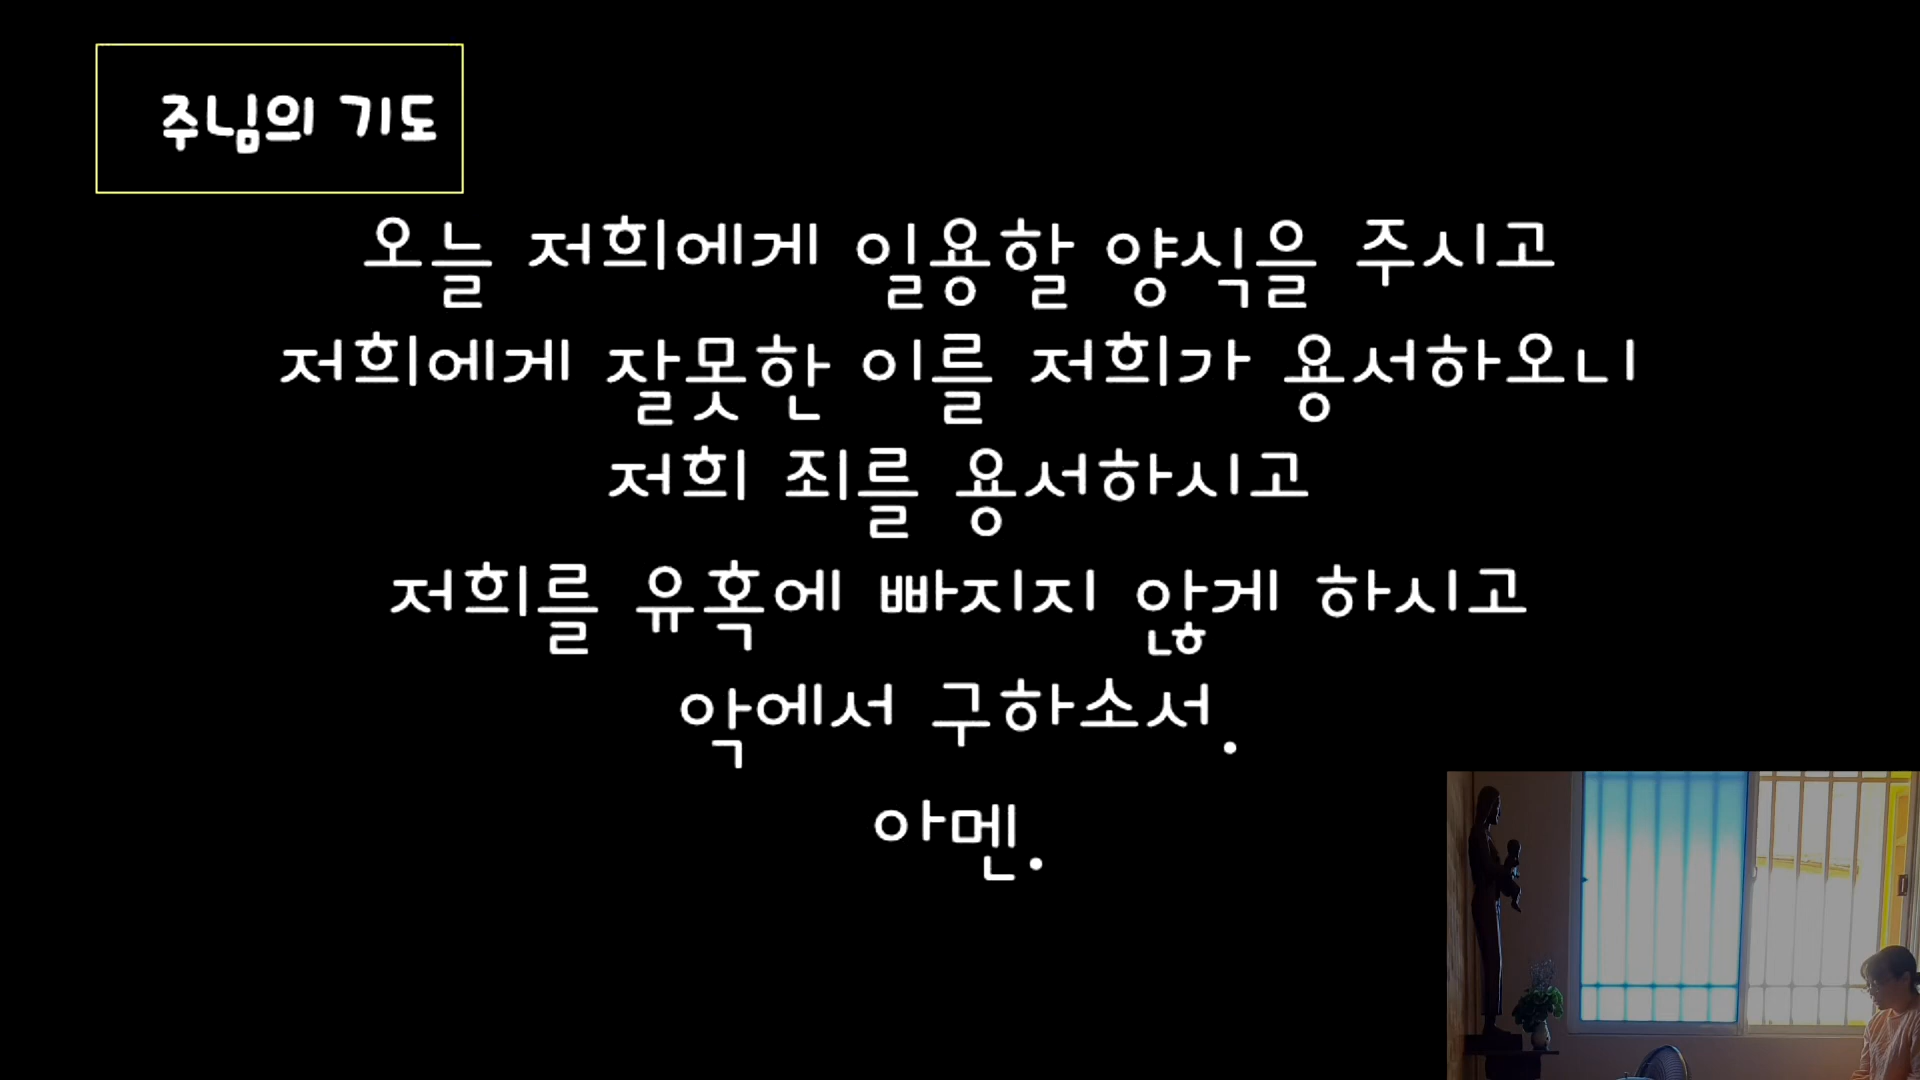 주님의 기도
오늘 저희에게 일용할 양식을 주시고
저희에게 잘못한 이를 저희가 용서하오니
저희 죄를 용서하시고
저희를 유혹에 빠지지 않게 하시고
악에서 구하소서.
아멘.